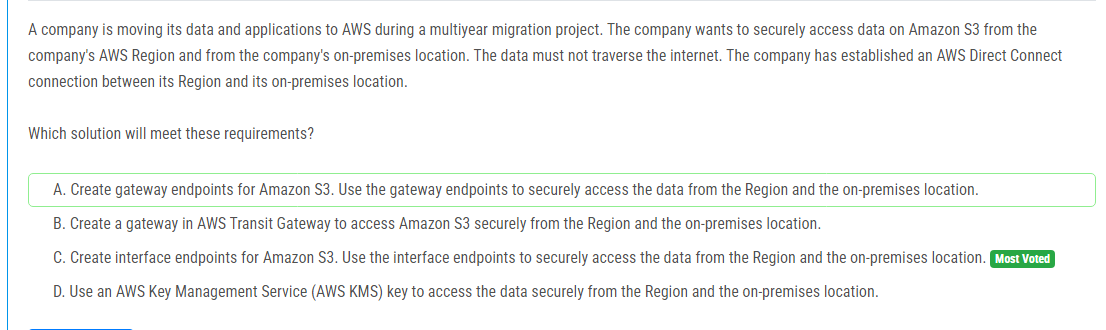 A company is moving its data and applications to AWS during a multiyear migration project. The company wants to securely access data on Amazon S3 from the
company's AWS Region and from the company's on-premises location. The data must not traverse the internet. The company has established an AWS Direct Connect
connection between its Region and its on-premises location.
Which solution will meet these requirements?
A. Create gateway endpoints for Amazon S3. Use the gateway endpoints to securely access the data from the Region and the on-premises location.
B. Create a gateway in AWS Transit Gateway to access Amazon S3 securely from the Region and the on-premises location.
C. Create interface endpoints for Amazon S3. Use the interface endpoints to securely access the data from the Region and the on-premises location. Most Voted
D. Use an AWS Key Management Service (AWS KMS) key to access the data securely from the Region and the on-premises location.